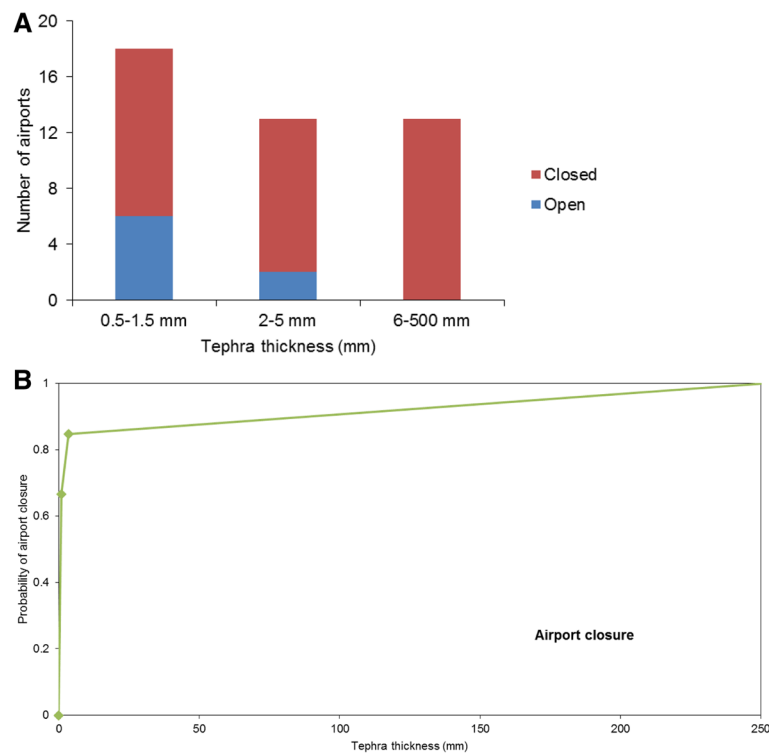 A
20
16
12
8
4
0
Number of airports
0.5-1.5 mm 2-5 mm 6-500 mm
Tephra thickness (mm)
Closed
Open
B
1
0.8
0.6
0.4
0.2
0
Probability of airport closure
Airport closure
0 50 100 150 200 250
Tephra thickness (mm)